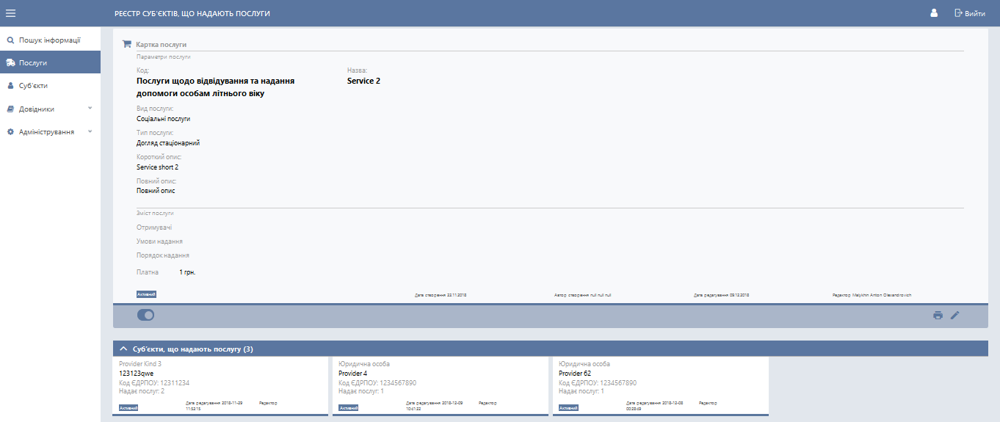 РЕЄСТР СУБ'ЄКТІВ, ЩО НАДАЮТЬ ПОСЛУГИ
Вийти
Пошук інформації
Послуги
Суб'єкти
Довідники
Адміністрування
Картка послуги
Параметри послуги
Код:
Послуги щодо відвідування та надання
допомоги особам літнього віку
Назва:
Service 2
Вид послуги:
Соціальні послуги
Тип послуги:
Догляд стаціонарний
Короткий опис:
Service short 2
Повний опис:
Повний опис
Зміст послуги
Отримувачі
Умови надання
Порядок надання
Платна 1 грн.
Активний Дата створення 22.11.2018 Автор створення null null null Дата редагування 09.12.2018 Редактор Malykhin Anton Olexandrovich
Суб'єкти, що надають послугу (3)
Provider Kind 3
123123qwe
Код ЄДРПОУ: 12311234
Надає послуг: 2
Активний Дата редагування 2018-11-29 Редактор
11:53:15
Юридична особа
Provider 4
Код ЄДРПОУ: 1234567890
Надає послуг: 1
Активний Дата редагування 2018-12-09 Редактор
10:41:22
Юридична особа
Provider 62
Код ЄДРПОУ: 1234567890
Надає послуг: 1
Активний Дата редагування 2018-12-08 Редактор